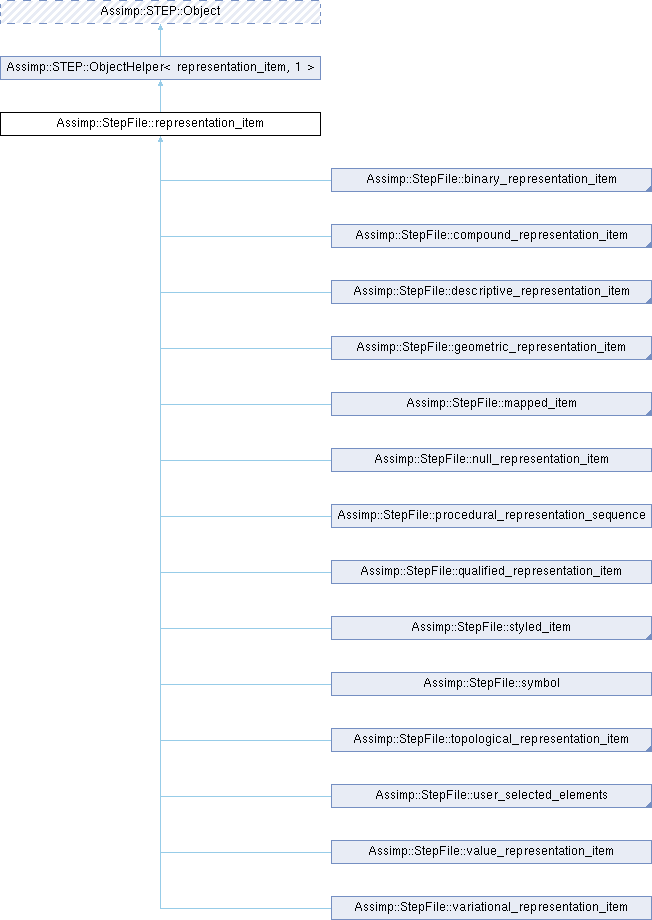 Assimp::STEP::Object
Assimp::STEP::ObjectHelper< representation_item, 1 >
Assimp::StepFile::representation_item
Assimp::StepFile::binary_representation_item
Assimp::StepFile::compound_representation_item
Assimp::StepFile::descriptive_representation_item
Assimp::StepFile::geometric_representation_item
Assimp::StepFile::mapped_item
Assimp::StepFile::null_representation_item
Assimp::StepFile::procedural_representation_sequence
Assimp::StepFile::qualified_representation_item
Assimp::StepFile::styled_item
Assimp::StepFile::symbol
Assimp::StepFile::topological_representation_item
Assimp::StepFile::user_selected_elements
Assimp::StepFile::value_representation_item
Assimp::StepFile::variational_representation_item